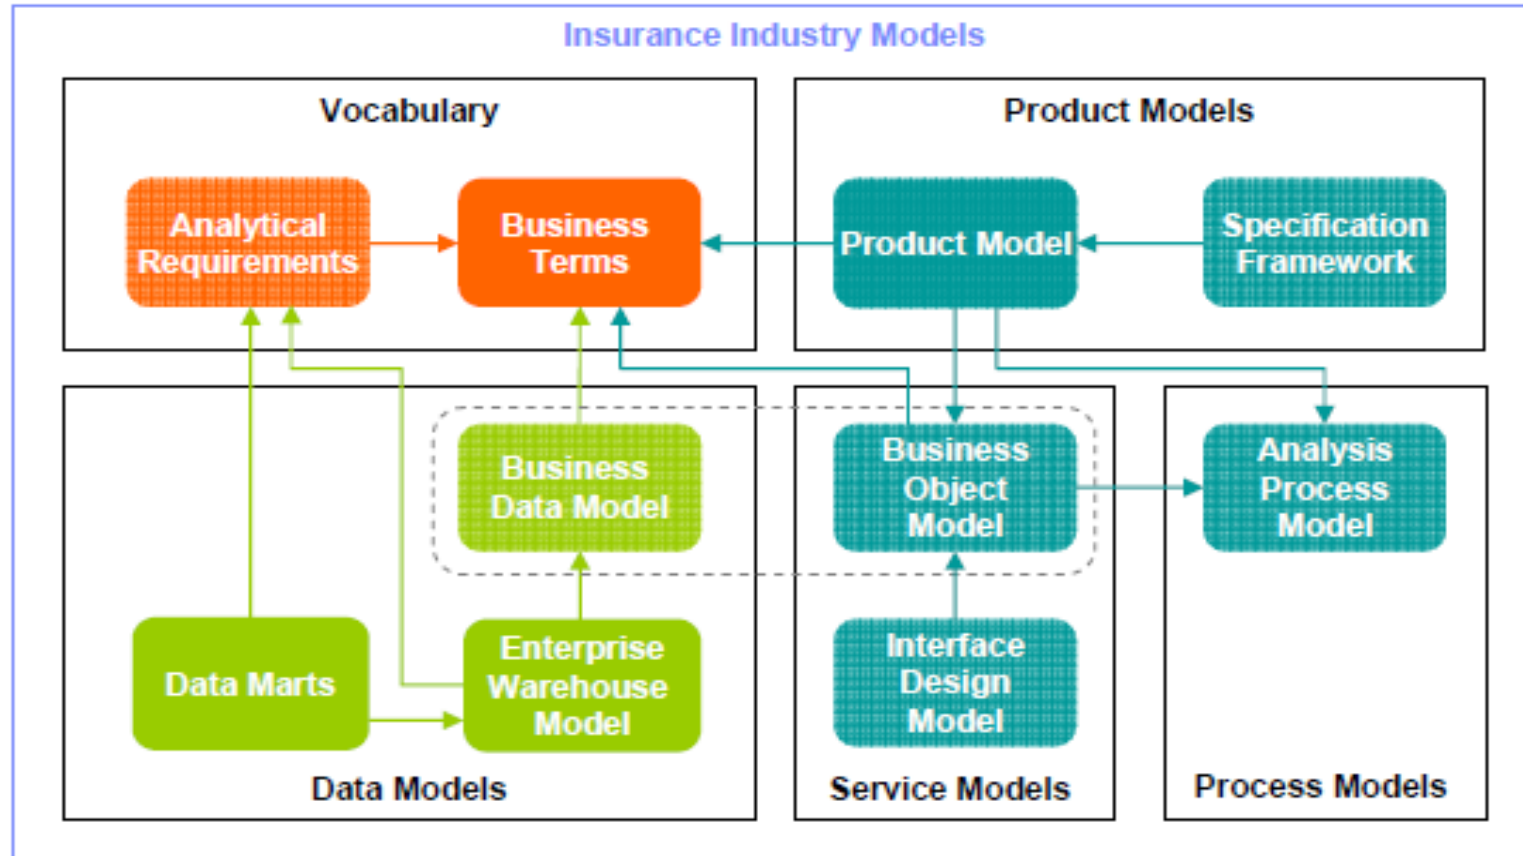 Insurance Industry Models
Vocabulary
Analytical
Requirements
Business
Terms
Product Models
Product Model
Specification
Framework
Business
Data Model
Data Marts
Enterprise
Warehouse
Model
Data Models
Business
Object
Model
Interface
Design
Model
Service Models
Analysis
Process
Model
Process Models